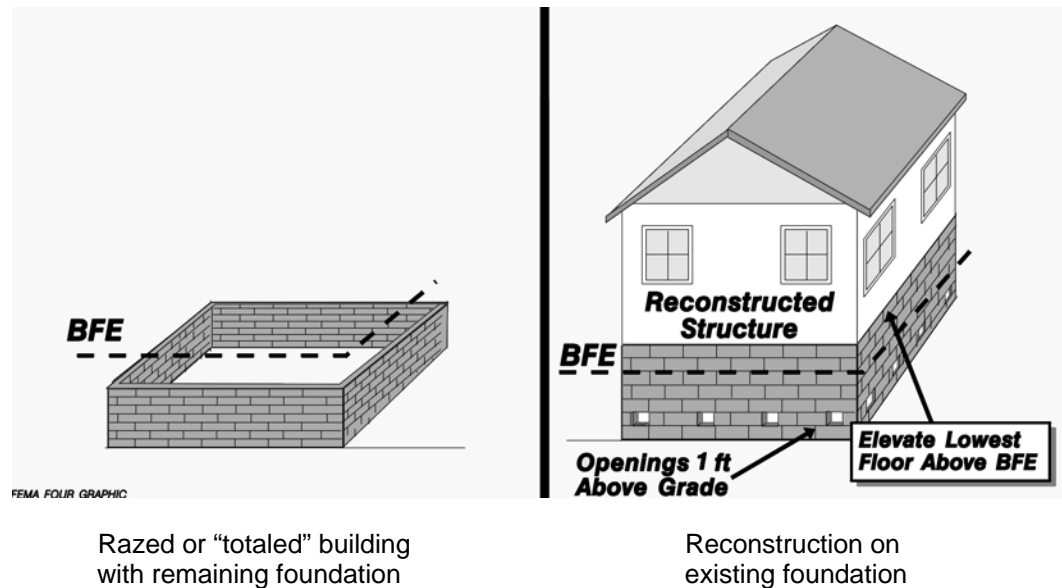 BFE
FEMA FOUR GRAPHIC
Razed or “totaled” building
with remaining foundation
Reconstructed
Structure
BFE
Openings 1 ft
Above Grade
Elevate Lowest
Floor Above BFE
Reconstruction on
existing foundation